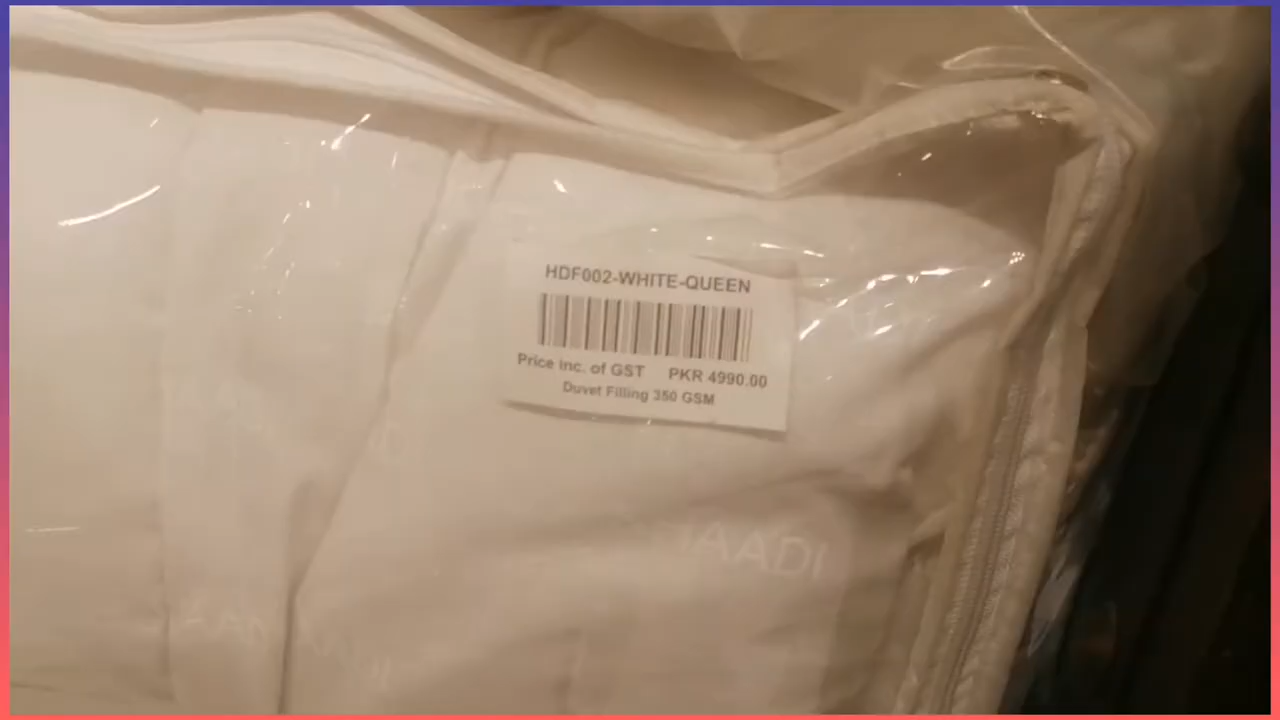 HDF002-WHITE-QUEEN
Price inc. of GST PKR 4990.00
Duvet Filling 350 GSM